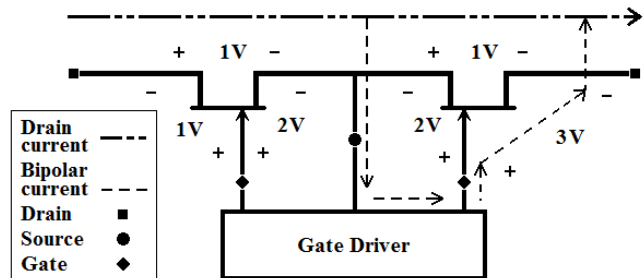 + 1V − + 1V −
− − − −
1V 2V 2V 3V
+ + + +
Drain
current
Bipolar
current
Drain
Source
Gate
Gate Driver